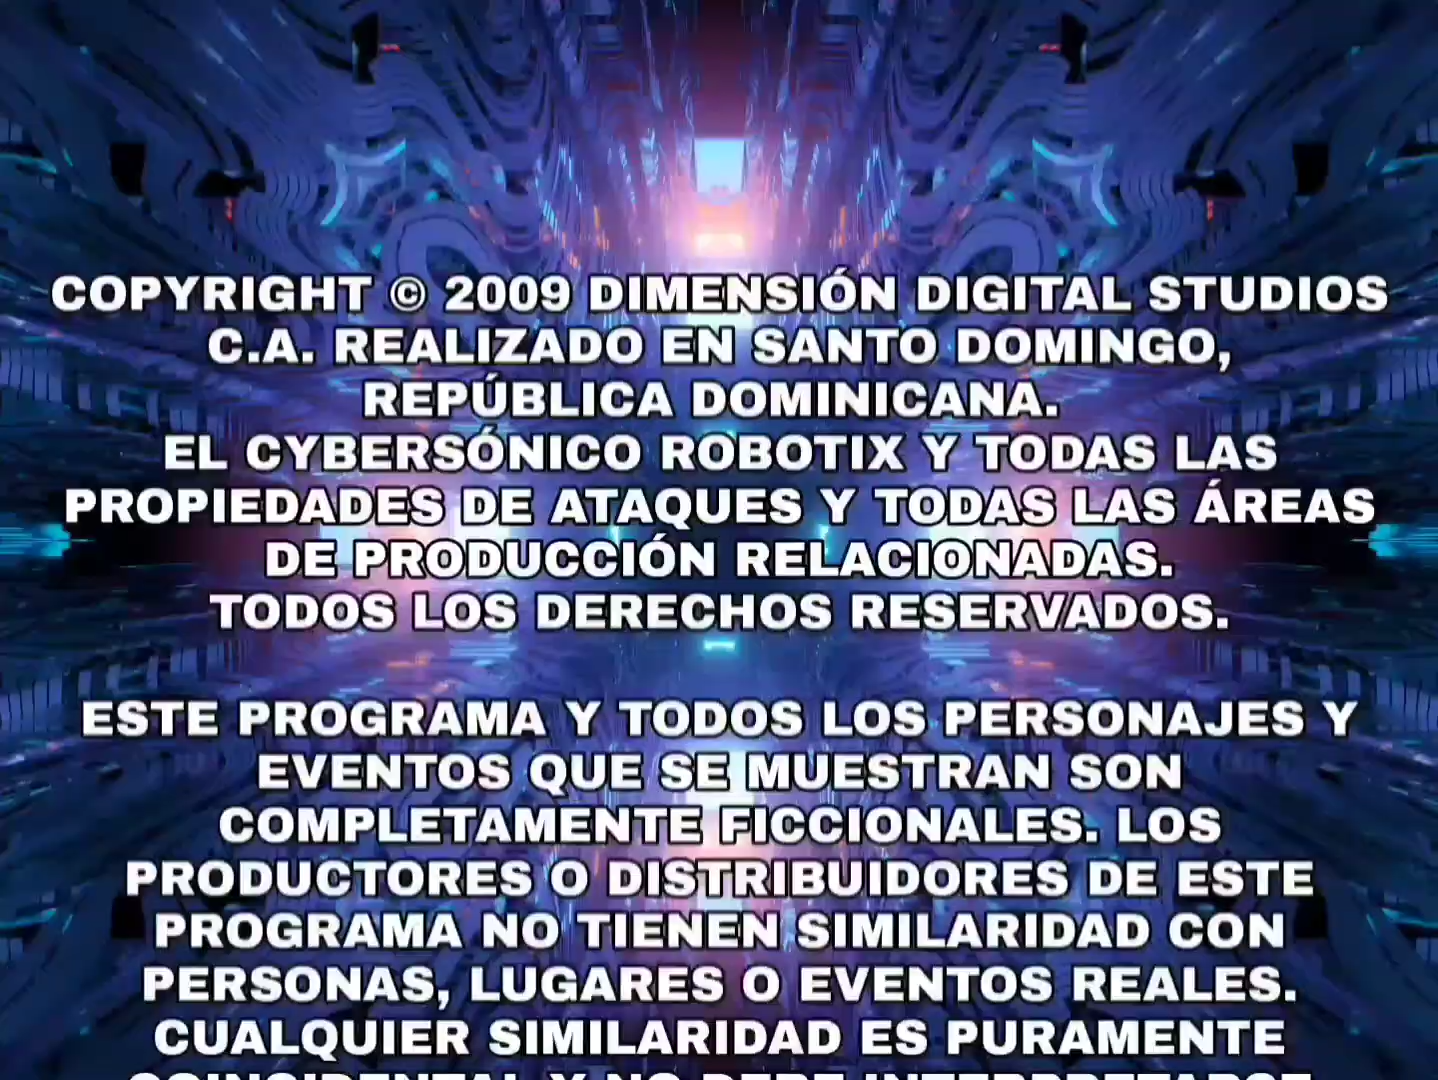 COPYRIGHT © 2009 DIMENSIÓN DIGITAL STUDIOS
C.A. REALIZADO EN SANTO DOMINGO,
REPÚBLICA DOMINICANA.
EL CYBERSÓNICO ROBOTIX Y TODAS LAS
PROPIEDADES DE ATAQUES Y TODAS LAS ÁREAS
DE PRODUCCIÓN RELACIONADAS.
TODOS LOS DERECHOS RESERVADOS.
ESTE PROGRAMA Y TODOS LOS PERSONAJES Y
EVENTOS QUE SE MUESTRAN SON
COMPLETAMENTE FICCIONALES. LOS
PRODUCTORES O DISTRIBUIDORES DE ESTE
PROGRAMA NO TIENEN SIMILARIDAD CON
PERSONAS, LUGARES O EVENTOS REALES.
CUALQUIER SIMILARIDAD ES PURAMENTE